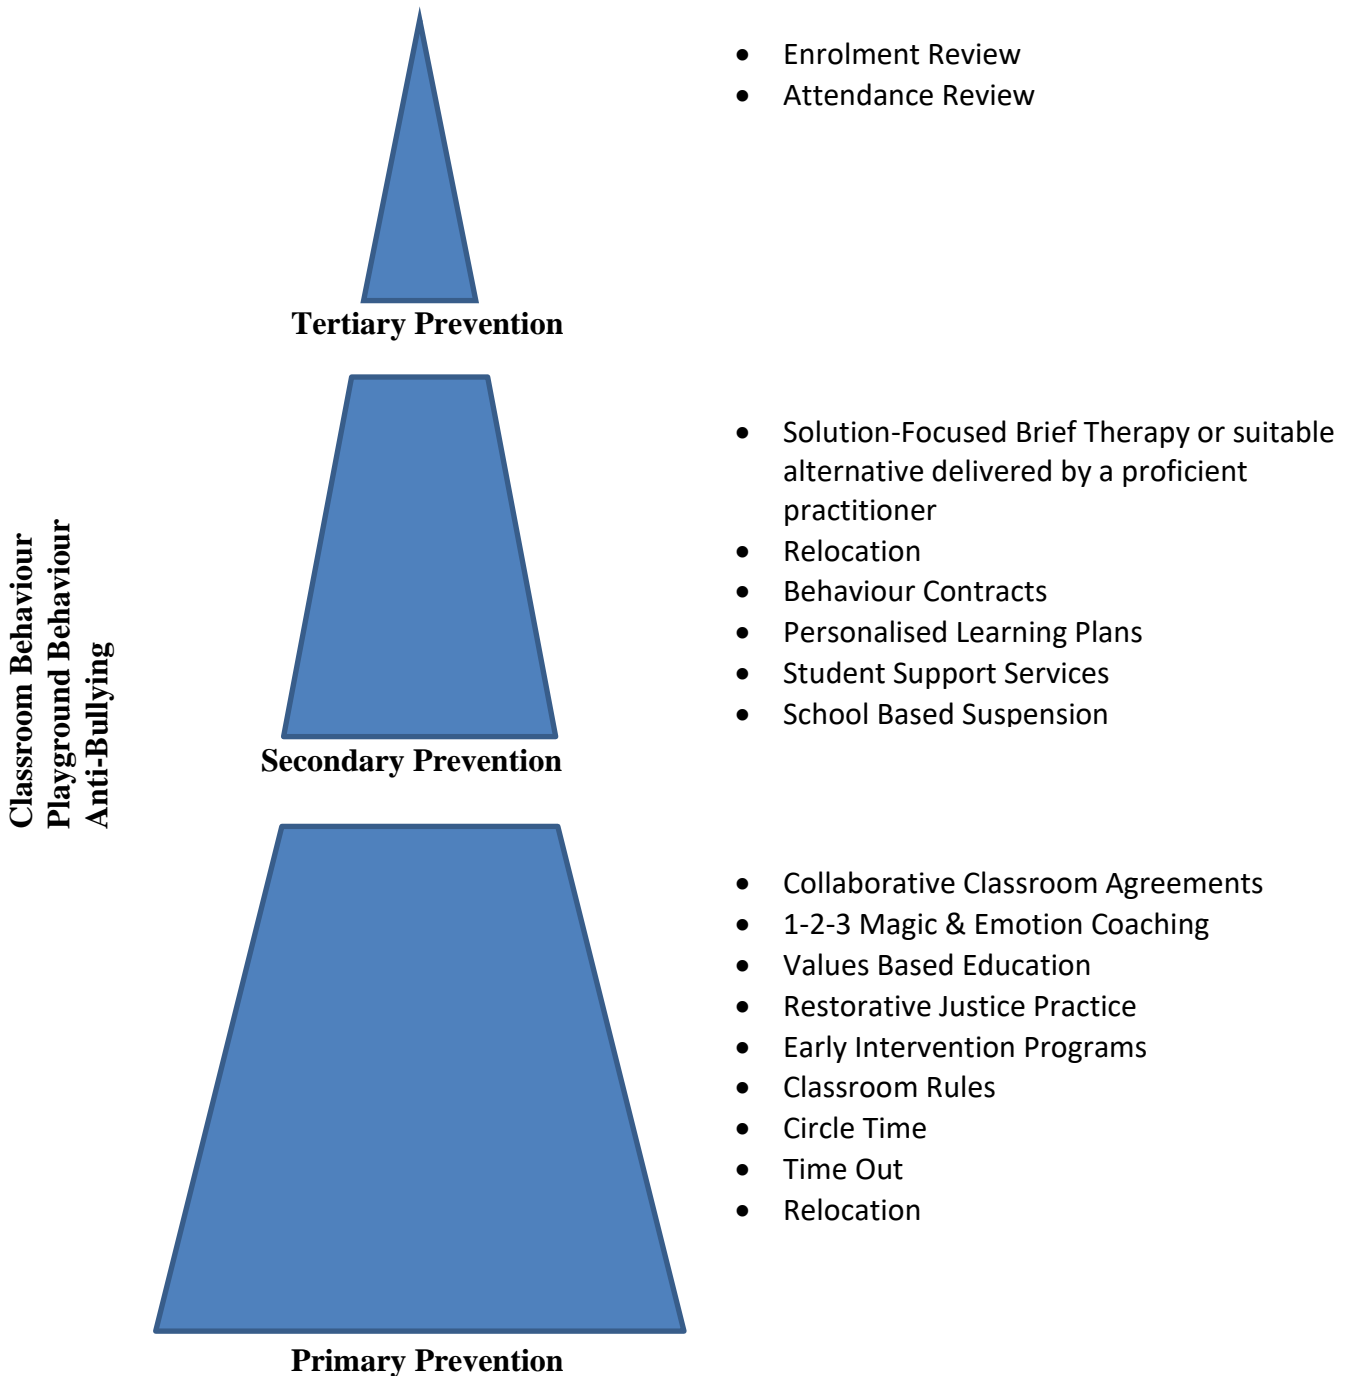 • Enrolment Review
• Attendance Review
Tertiary Prevention
• Solution-Focused Brief Therapy or suitable
alternative delivered by a proficient
practitioner
• Relocation
• Behaviour Contracts
• Personalised Learning Plans
• Student Support Services
• School Based Suspension
Secondary Prevention
Classroom Behaviour
Playground Behaviour
Anti-Bullying
• Collaborative Classroom Agreements
• 1-2-3 Magic & Emotion Coaching
• Values Based Education
• Restorative Justice Practice
• Early Intervention Programs
• Classroom Rules
• Circle Time
• Time Out
• Relocation
Primary Prevention